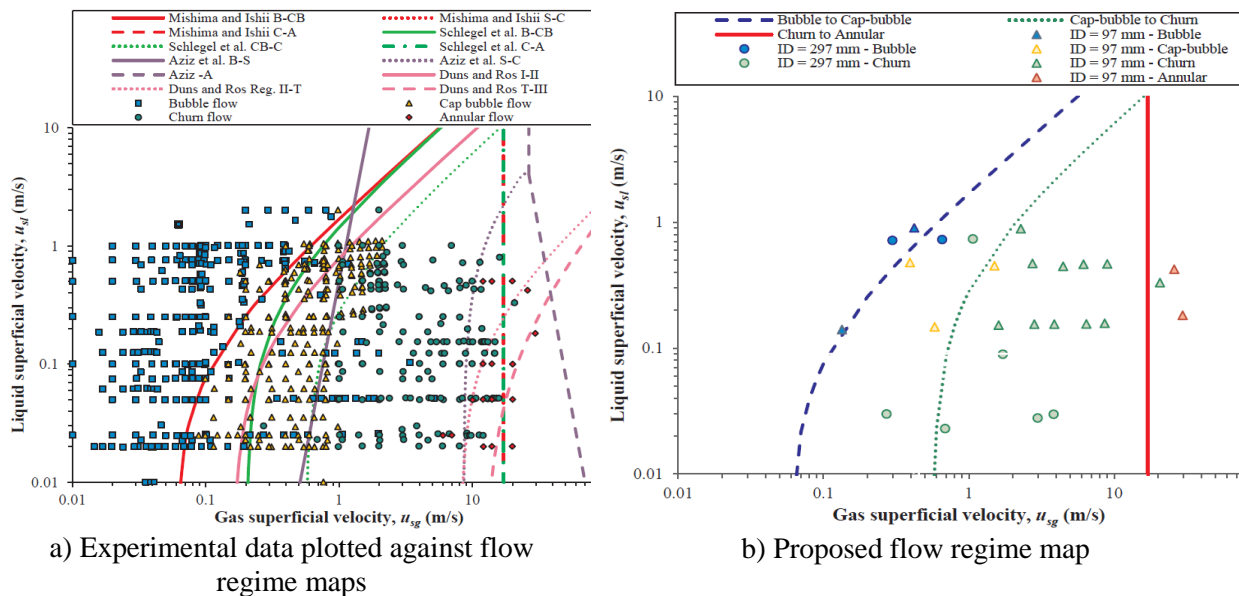 Mishima and Ishii B-CB
Mishima and Ishii S-C
Mishima and Ishii C-A
Schlegel et al. B-CB
Schlegel et al. CB-C
Schlegel et al. C-A
Aziz et al. B-S
Aziz et al. S-C
Aziz -A
Duns and Ros I-II
Duns and Ros Reg. II-T
Duns and Ros T-III
Bubble flow
Cap bubble flow
Churn flow
Annular flow
10
1
0.1
0.01
Liquid superficial velocity, usl (m/s)
0.01
0.1
1
10
Gas superficial velocity, usg (m/s)
a) Experimental data plotted against flow
regime maps
Bubble to Cap-bubble
Cap-bubble to Churn
Churn to Annular
ID = 97 mm - Bubble
ID = 297 mm - Bubble
ID = 97 mm - Cap-bubble
ID = 297 mm - Churn
ID = 97 mm - Churn
ID = 97 mm - Annular
10
1
0.1
0.01
Liquid superficial velocity, usl (m/s)
0.01
0.1
1
10
Gas superficial velocity, usg (m/s)
b) Proposed flow regime map